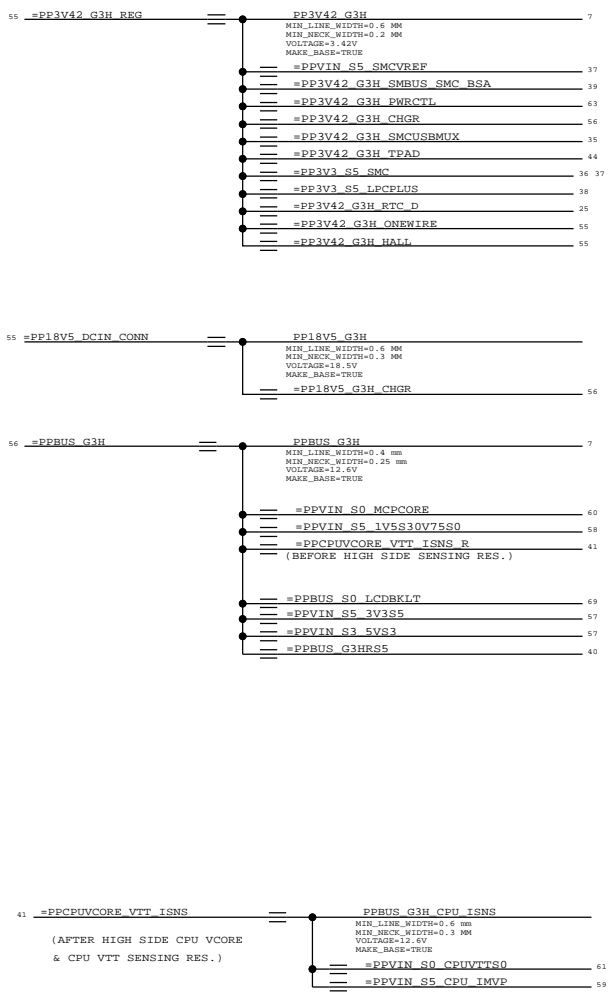 55 =PP3V42_G3H_REG PP3V42_G3H 7
MIN_LINE_WIDTH=0.6 MM
MIN_NECK_WIDTH=0.2 MM
VOLTAGE=3.42V
MAKE_BASE=TRUE
=PPVIN_S5_SMCVREF 37
=PP3V42_G3H_SMBUS_SMC_BSA 39
=PP3V42_G3H_PWRCTL 63
=PP3V42_G3H_CHGR 56
=PP3V42_G3H_SMCUSBMUX 35
=PP3V42_G3H_TPAD 44
=PP3V3_S5_SMC 36 37
=PP3V3_S5_LPCPLUS 38
=PP3V42_G3H_RTC_D 25
=PP3V42_G3H_ONEWIRE 55
=PP3V42_G3H_HALL 55
55 =PP18V5_DCIN_CONN PP18V5_G3H
MIN_LINE_WIDTH=0.6 MM
MIN_NECK_WIDTH=0.3 MM
VOLTAGE=18.5V
MAKE_BASE=TRUE
=PP18V5_G3H_CHGR 56
56 =PPBUS_G3H PPBUS_G3H 7
MIN_LINE_WIDTH=0.4 mm
MIN_NECK_WIDTH=0.25 mm
VOLTAGE=12.6V
MAKE_BASE=TRUE
=PPVIN_S0_MCPCORE 60
=PPVIN_S5_1V5S30V75S0 58
=PPCPUVCORE_VTT_ISNS_R 41
(BEFORE HIGH SIDE SENSING RES.)
=PPBUS_S0_LCDBKLT 69
=PPVIN_S5_3V3S5 57
=PPVIN_S3_5VS3 57
=PPBUS_G3HRS5 40
41 =PPCPUVCORE_VTT_ISNS PPBUS_G3H_CPU_ISNS
MIN_LINE_WIDTH=0.6 mm
MIN_NECK_WIDTH=0.3 MM
VOLTAGE=12.6V
MAKE_BASE=TRUE
(AFTER HIGH SIDE CPU VCORE
& CPU VTT SENSING RES.)
=PPVIN_S0_CPUVTTS0 61
=PPVIN_S5_CPU_IMVP 59